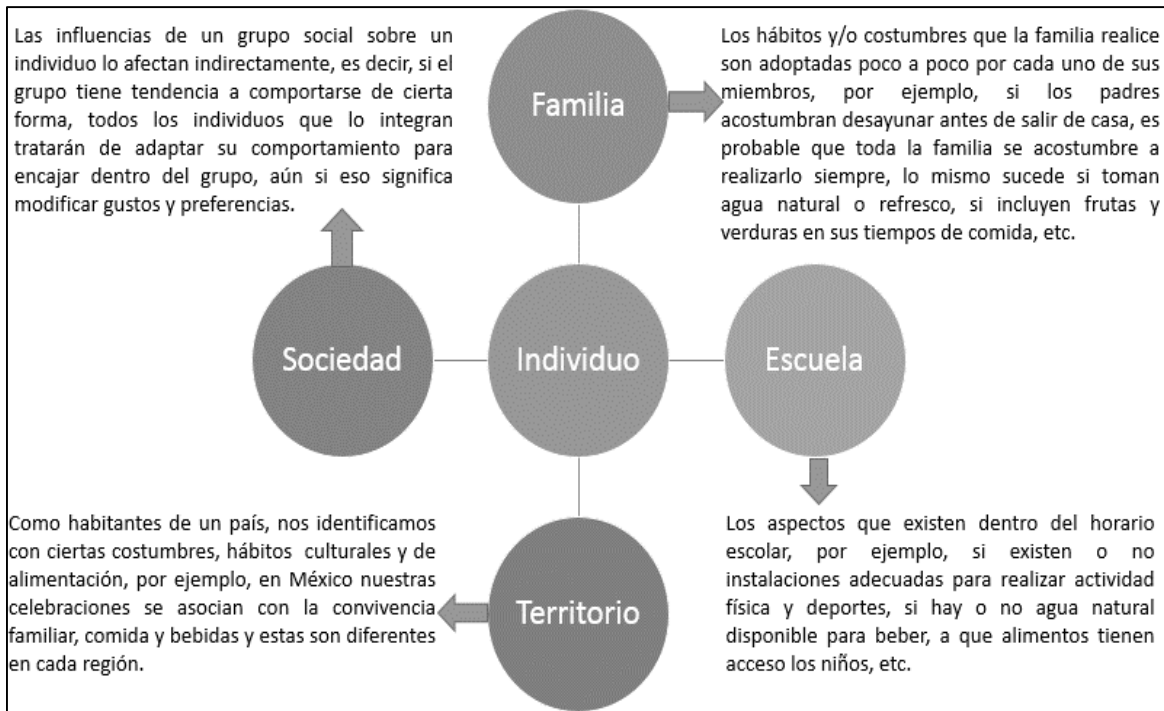 Las influencias de un grupo social sobre un
individuo lo afectan indirectamente, es decir, si el
grupo tiene tendencia a comportarse de cierta
forma, todos los individuos que lo integran
tratarán de adaptar su comportamiento para
encajar dentro del grupo, aún si eso significa
modificar gustos y preferencias.
Familia
Los hábitos y/o costumbres que la familia realice
son adoptadas poco a poco por cada uno de sus
miembros, por ejemplo, si los padres
acostumbran desayunar antes de salir de casa, es
probable que toda la familia se acostumbre a
realizarlo siempre, lo mismo sucede si toman
agua natural o refresco, si incluyen frutas y
verduras en sus tiempos de comida, etc.
Sociedad
Individuo
Escuela
Como habitantes de un país, nos identificamos
con ciertas costumbres, hábitos culturales y de
alimentación, por ejemplo, en México nuestras
celebraciones se asocian con la convivencia
familiar, comida y bebidas y estas son diferentes
en cada región.
Territorio
Los aspectos que existen dentro del horario
escolar, por ejemplo, si existen o no
instalaciones adecuadas para realizar actividad
física y deportes, si hay o no agua natural
disponible para beber, a que alimentos tienen
acceso los niños, etc.